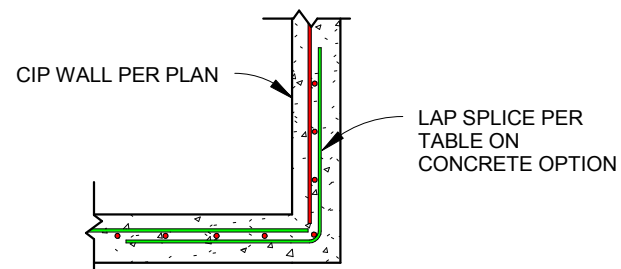 CIP WALL PER PLAN
LAP SPLICE PER
TABLE ON
CONCRETE OPTION